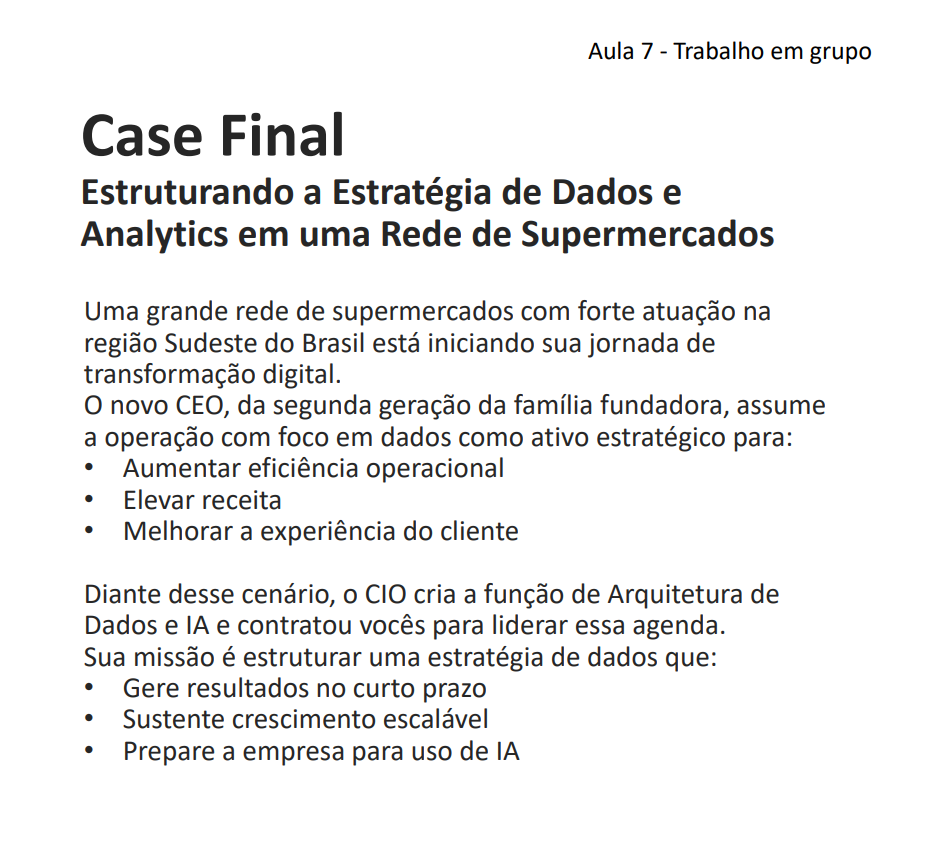 Aula 7 - Trabalho em grupo
Case Final
Estruturando a Estratégia de Dados e
Analytics em uma Rede de Supermercados
Uma grande rede de supermercados com forte atuação na
região Sudeste do Brasil está iniciando sua jornada de
transformação digital.
O novo CEO, da segunda geração da família fundadora, assume
a operação com foco em dados como ativo estratégico para:
• Aumentar eficiência operacional
• Elevar receita
• Melhorar a experiência do cliente
Diante desse cenário, o CIO cria a função de Arquitetura de
Dados e IA e contratou vocês para liderar essa agenda.
Sua missão é estruturar uma estratégia de dados que:
• Gere resultados no curto prazo
• Sustente crescimento escalável
• Prepare a empresa para uso de IA